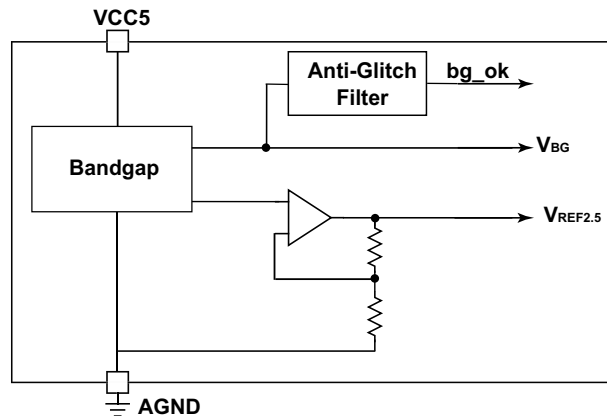 VCC5
Anti-Glitch
Filter
bg_ok
Bandgap
VBG
VREF2.5
AGND